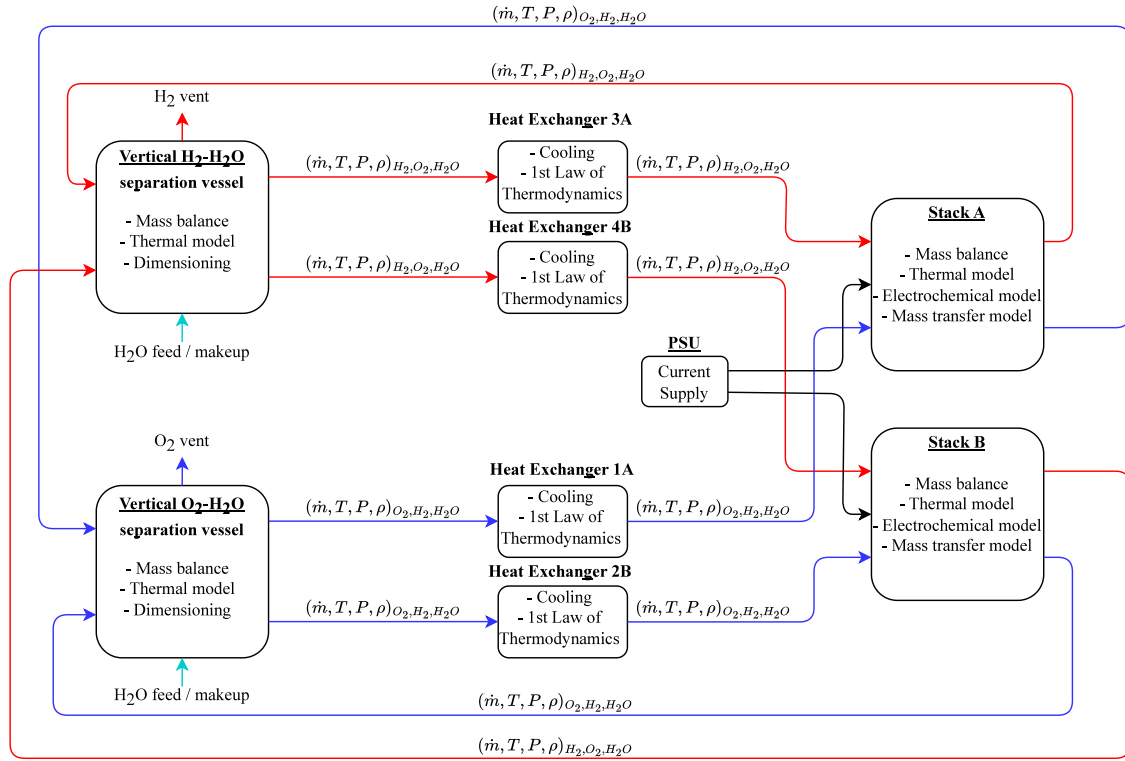 (ṁ, T, P, ρ)O₂,H₂,H₂O
(ṁ, T, P, ρ)H₂,O₂,H₂O
H₂ vent
Vertical H₂-H₂O
separation vessel
- Mass balance
- Thermal model
- Dimensioning
H₂O feed / makeup
(ṁ, T, P, ρ)H₂,O₂,H₂O
(ṁ, T, P, ρ)H₂,O₂,H₂O
Heat Exchanger 3A
- Cooling
- 1st Law of
Thermodynamics
Heat Exchanger 4B
- Cooling
- 1st Law of
Thermodynamics
(ṁ, T, P, ρ)H₂,O₂,H₂O
(ṁ, T, P, ρ)H₂,O₂,H₂O
Stack A
- Mass balance
- Thermal model
- Electrochemical model
- Mass transfer model
PSU
Current
Supply
O₂ vent
Vertical O₂-H₂O
separation vessel
- Mass balance
- Thermal model
- Dimensioning
H₂O feed / makeup
(ṁ, T, P, ρ)O₂,H₂,H₂O
(ṁ, T, P, ρ)O₂,H₂,H₂O
Heat Exchanger 1A
- Cooling
- 1st Law of
Thermodynamics
Heat Exchanger 2B
- Cooling
- 1st Law of
Thermodynamics
(ṁ, T, P, ρ)O₂,H₂,H₂O
(ṁ, T, P, ρ)O₂,H₂,H₂O
Stack B
- Mass balance
- Thermal model
- Electrochemical model
- Mass transfer model
(ṁ, T, P, ρ)O₂,H₂,H₂O
(ṁ, T, P, ρ)H₂,O₂,H₂O